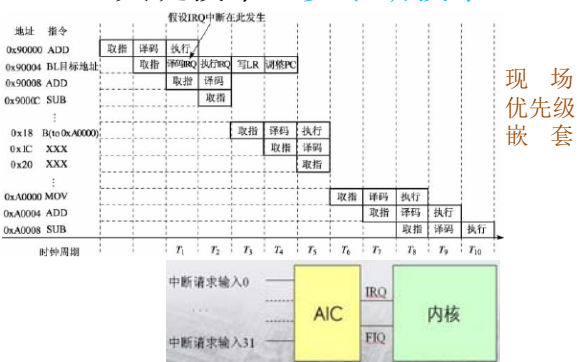 假设IRQ中断在此发生
地址 指令
0x90000 ADD 取指 译码 执行
0x90004 BL目标地址 取指 译码IRQ 执行IRQ 写LR 调整PC
0x90008 ADD 取指 译码
0x9000C SUB 取指
0x18 B(to 0xA0000) 取指 译码 执行
0x1C XXX 取指 译码
0x20 XXX 取指
0xA0000 MOV 取指 译码 执行
0xA0004 ADD 取指 译码 执行
0xA0008 SUB 取指 译码 执行
时钟周期 T1 T2 T3 T4 T5 T6 T7 T8 T9 T10
现 场
优先级
嵌 套
中断请求输入0
中断请求输入31
AIC
IRQ
FIQ
内核